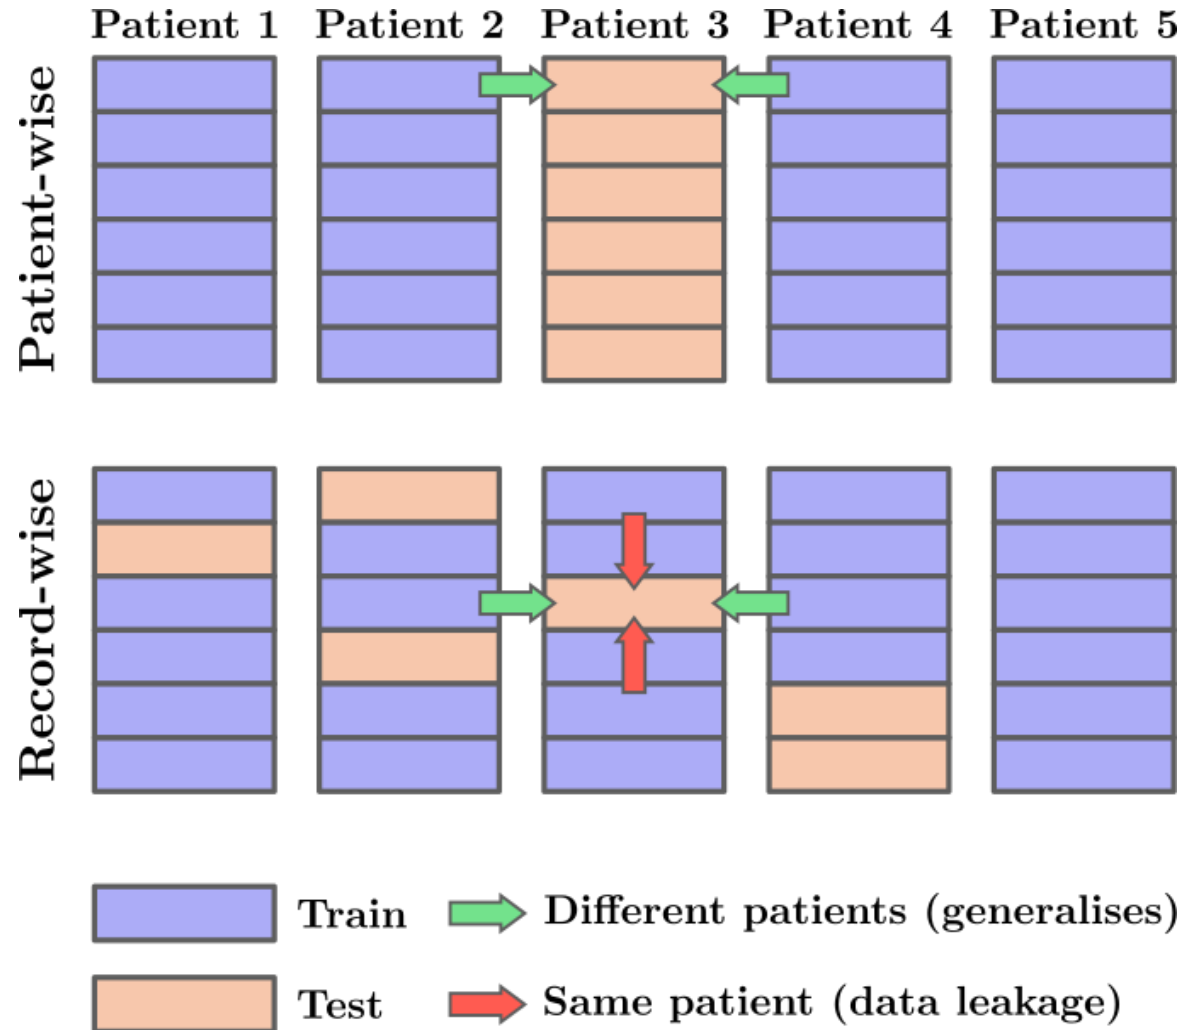 Patient 1 Patient 2 Patient 3 Patient 4 Patient 5
Patient-wise
Record-wise
Train Different patients (generalises)
Test Same patient (data leakage)